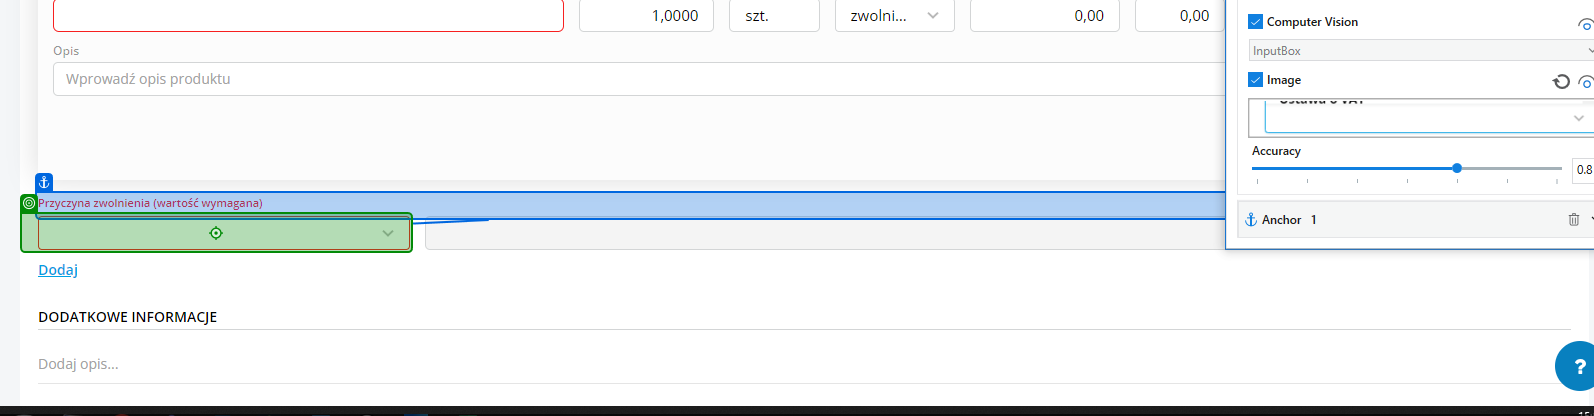 1,0000 szt. zwolni... 0,00 0,00
Opis
Wprowadź opis produktu
Przyczyna zwolnienia (wartość wymagana)
Dodaj
DODATKOWE INFORMACJE
Dodaj opis...
Computer Vision
InputBox
Image
Accuracy
0.8
Anchor 1
?